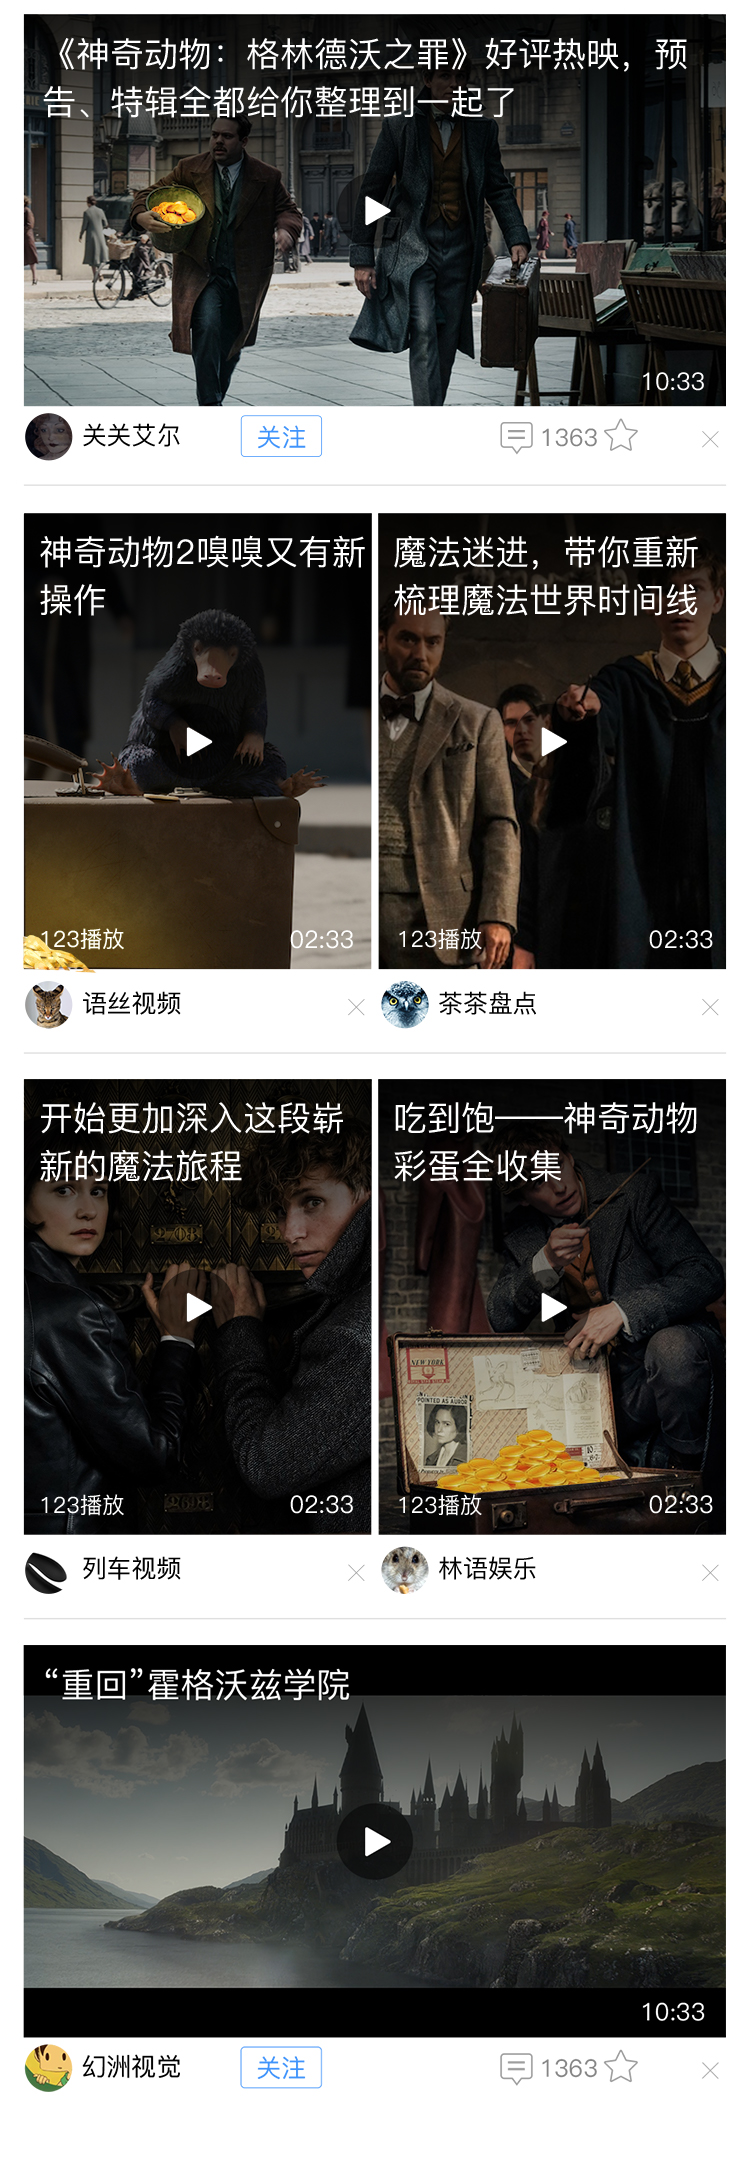 《神奇动物：格林德沃之罪》好评热映，预
告、特辑全都给你整理到一起了
10:33
关关艾尔
关注
1363
神奇动物2嗅嗅又有新
操作
123播放
02:33
语丝视频
魔法迷进，带你重新
梳理魔法世界时间线
123播放
02:33
茶茶盘点
开始更加深入这段崭
新的魔法旅程
208
2698
123播放
02:33
列车视频
吃到饱——神奇动物
彩蛋全收集
NEW YORK
POINTED AS AUROR
123播放
02:33
林语娱乐
“重回”霍格沃兹学院
10:33
幻洲视觉
关注
1363